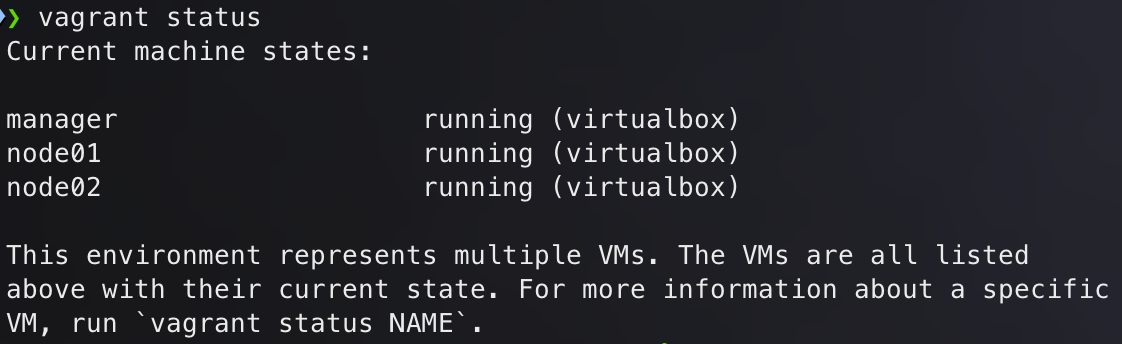 ❯❯ vagrant status
Current machine states:
manager                   running (virtualbox)
node01                    running (virtualbox)
node02                    running (virtualbox)
This environment represents multiple VMs. The VMs are all listed
above with their current state. For more information about a specific
VM, run `vagrant status NAME`.